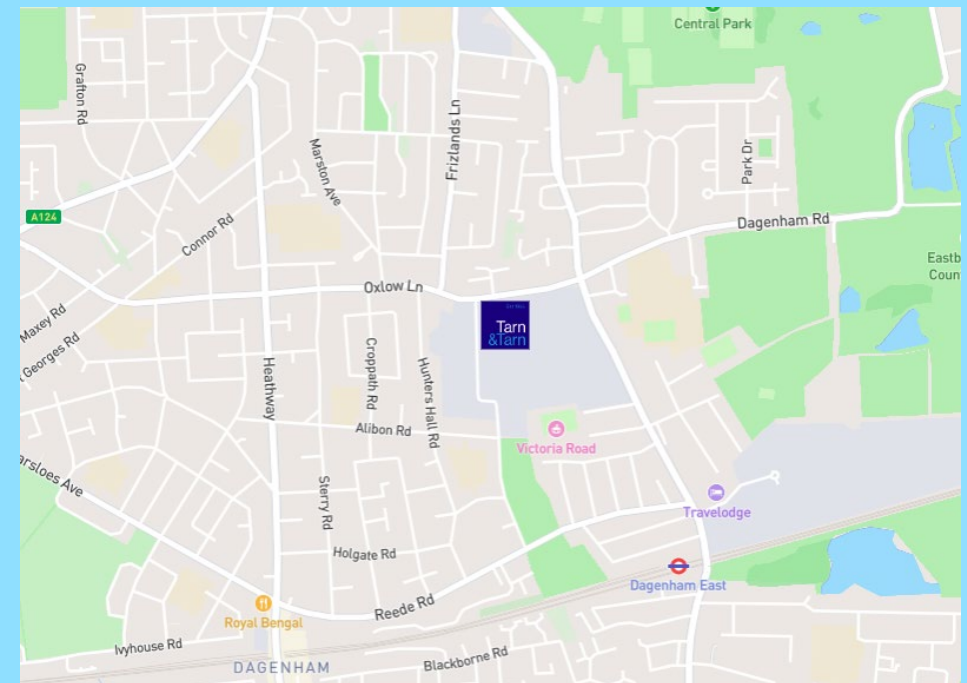 Central Park
Grafton Rd
Frizlands Ln
Marston Ave
Park Dr
A124
Connor Rd
Dagenham Rd
Eastb
Coun
Oxlow Ln
Maxey Rd
Tarn
&Tarn
Georges Rd
Heathway
Croppath Rd
Hunters Hall Rd
Alibon Rd
Victoria Road
arsloes Ave
Sterry Rd
Travelodge
Holgate Rd
Dagenham East
Reede Rd
Royal Bengal
Ivyhouse Rd
Blackborne Rd
DAGENHAM